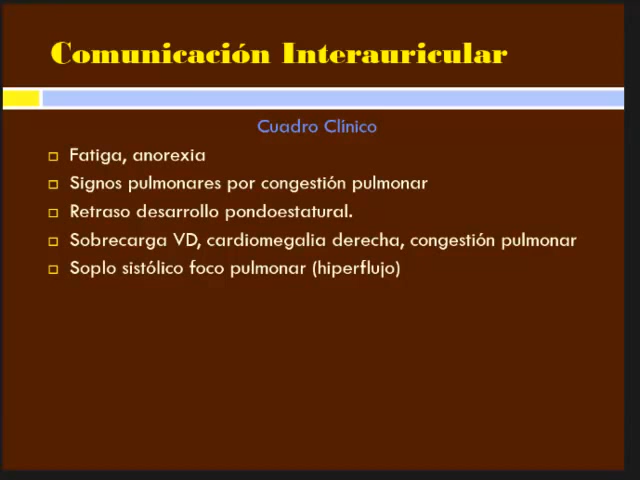 Comunicación Interauricular
Cuadro Clínico
Fatiga, anorexia
Signos pulmonares por congestión pulmonar
Retraso desarrollo pondoestatural.
Sobrecarga VD, cardiomegalia derecha, congestión pulmonar
Soplo sistólico foco pulmonar (hiperflujo)